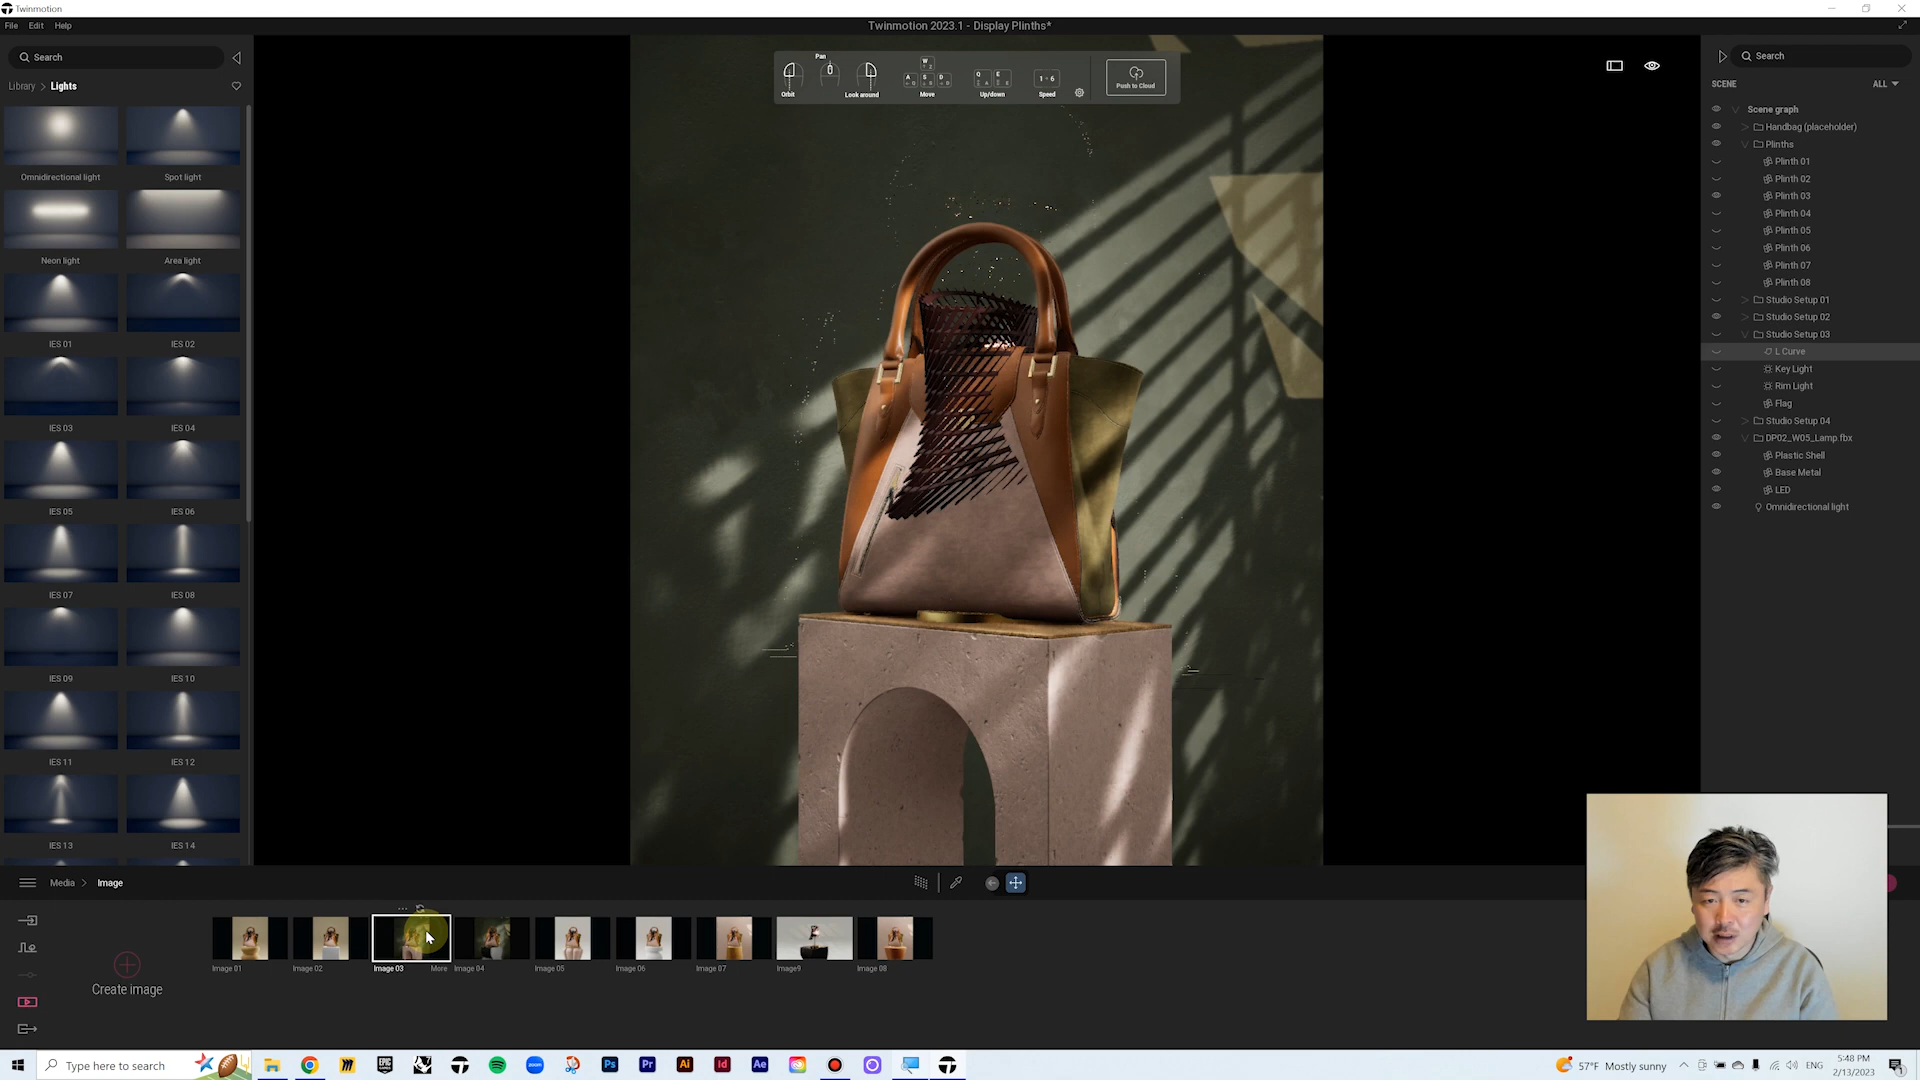 Twinmotion
File Edit Help
Twinmotion 2023.1 - Display Plinths*
Search
Library > Lights
Omnidirectional light
Spot light
Neon light
Area light
IES 01
IES 02
IES 03
IES 04
IES 05
IES 06
IES 07
IES 08
IES 09
IES 10
IES 11
IES 12
IES 13
IES 14
Pan
Orbit
Look around
W
A S D
Move
Q E
Up/down
1 - 6
Speed
Push to Cloud
Search
SCENE
ALL
Scene graph
Handbag (placeholder)
Plinths
Plinth 01
Plinth 02
Plinth 03
Plinth 04
Plinth 05
Plinth 06
Plinth 07
Plinth 08
Studio Setup 01
Studio Setup 02
Studio Setup 03
L Curve
Key Light
Rim Light
Flag
Studio Setup 04
DP02_W05_Lamp.fbx
Plastic Shell
Base Metal
LED
Omnidirectional light
Media > Image
Create image
Image 01
Image 02
Image 03
More
Image 04
Image 05
Image 06
Image 07
Image9
Image 08
Type here to search
57°F Mostly sunny
ENG
5:48 PM
2/13/2023